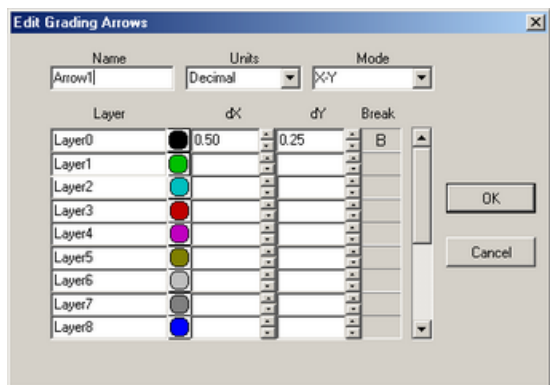 Edit Grading Arrows
Name Units Mode
Arrow1 Decimal X-Y
Layer dX dY Break
Layer0 0.50 0.25 B
Layer1
Layer2
Layer3
Layer4
Layer5
Layer6
Layer7
Layer8
OK
Cancel